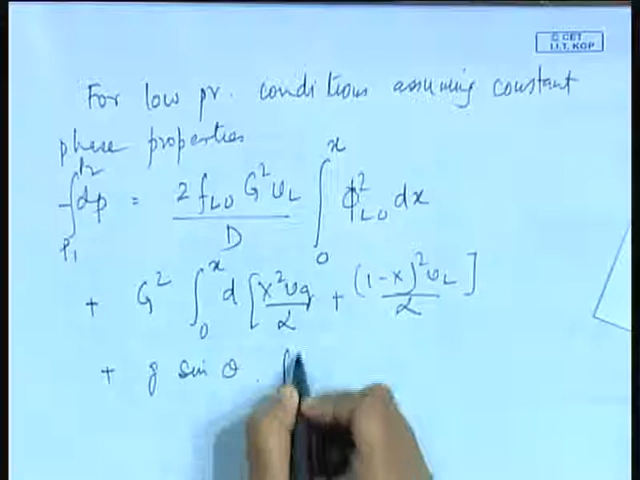 © CET
I.I.T. KGP
For low pr. conditions assuming constant
phase properties
-∫_{p1}^{p2} dp = 2 f_{LO} G² υ_L / D ∫_0^x ϕ²_{LO} dx
+ G² ∫_0^x d [ x² υ_g / α + (1-x)² υ_L / α ]
+ g sin θ . ∫